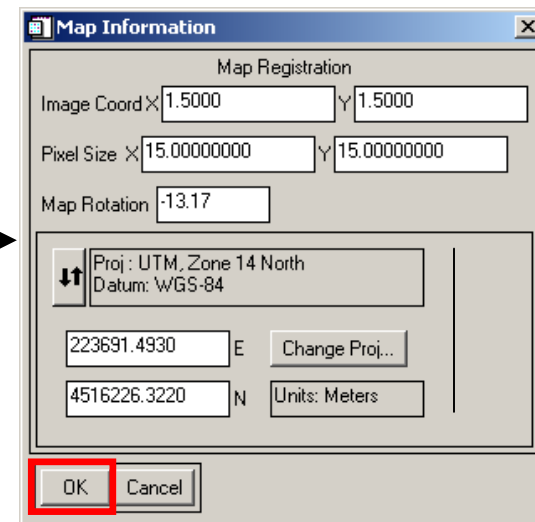 Map Information
Map Registration
Image Coord X 1.5000 Y 1.5000
Pixel Size X 15.00000000 Y 15.00000000
Map Rotation -13.17
Proj : UTM, Zone 14 North
Datum: WGS-84
223691.4930 E Change Proj...
4516226.3220 N Units: Meters
OK Cancel